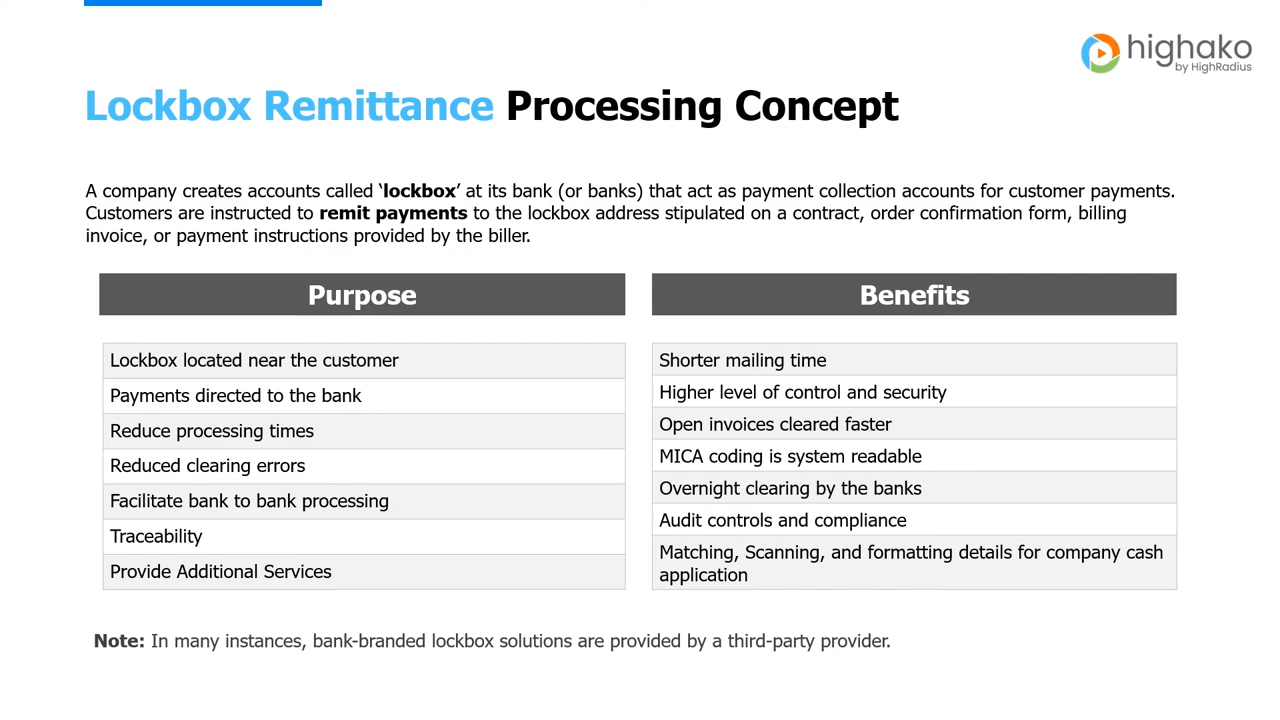 highako
by HighRadius
Lockbox Remittance Processing Concept
A company creates accounts called ‘lockbox’ at its bank (or banks) that act as payment collection accounts for customer payments.
Customers are instructed to remit payments to the lockbox address stipulated on a contract, order confirmation form, billing
invoice, or payment instructions provided by the biller.
Purpose
Lockbox located near the customer
Payments directed to the bank
Reduce processing times
Reduced clearing errors
Facilitate bank to bank processing
Traceability
Provide Additional Services
Benefits
Shorter mailing time
Higher level of control and security
Open invoices cleared faster
MICA coding is system readable
Overnight clearing by the banks
Audit controls and compliance
Matching, Scanning, and formatting details for company cash
application
Note: In many instances, bank-branded lockbox solutions are provided by a third-party provider.